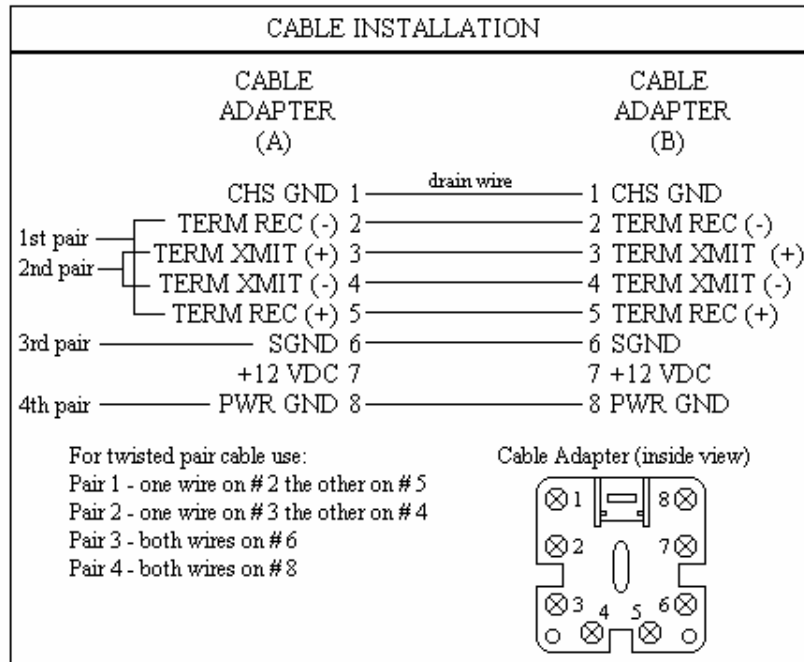 CABLE INSTALLATION
CABLE ADAPTER (A)
CABLE ADAPTER (B)
drain wire
CHS GND 1 1 CHS GND
TERM REC (-) 2 2 TERM REC (-)
1st pair
TERM XMIT (+) 3 3 TERM XMIT (+)
2nd pair
TERM XMIT (-) 4 4 TERM XMIT (-)
TERM REC (+) 5 5 TERM REC (+)
3rd pair SGND 6 6 SGND
+12 VDC 7 7 +12 VDC
4th pair PWR GND 8 8 PWR GND
For twisted pair cable use:
Pair 1 - one wire on #2 the other on #5
Pair 2 - one wire on #3 the other on #4
Pair 3 - both wires on #6
Pair 4 - both wires on #8
Cable Adapter (inside view)
1 8
2 7
3 4 5 6